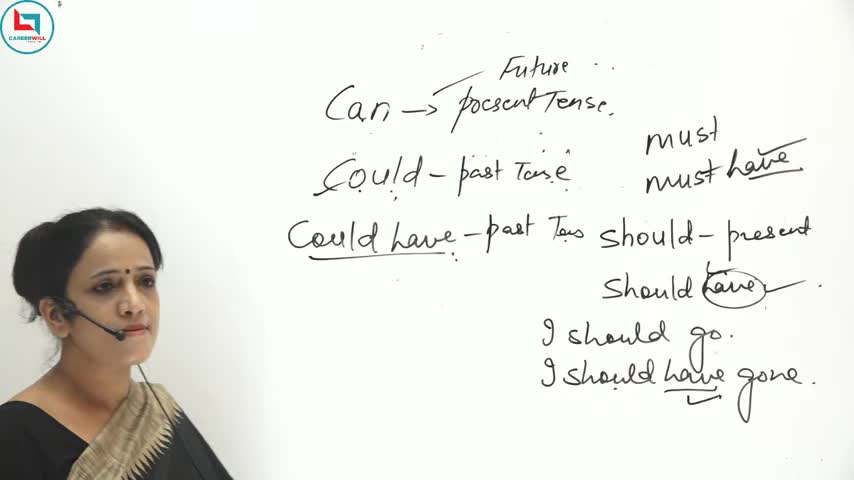 CAREERWILL
Future ..
Can → present Tense.
Could - past Tense
must
must have
Could have - past Tens
should - present
should have
I should go.
I should have gone.